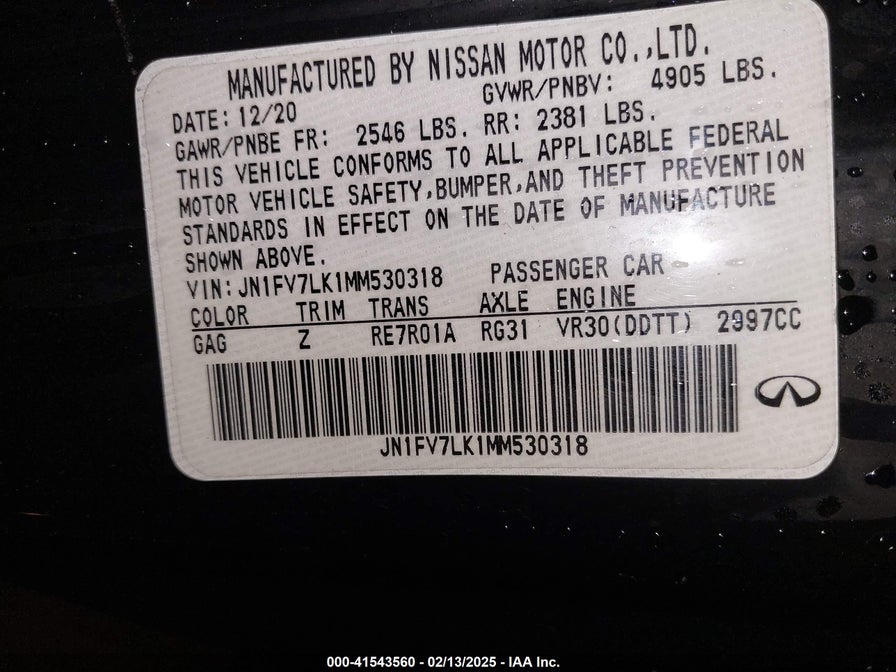 MANUFACTURED BY NISSAN MOTOR CO.,LTD.
DATE: 12/20 GVWR/PNBV: 4905 LBS.
GAWR/PNBE FR: 2546 LBS. RR: 2381 LBS.
THIS VEHICLE CONFORMS TO ALL APPLICABLE FEDERAL
MOTOR VEHICLE SAFETY,BUMPER,AND THEFT PREVENTION
STANDARDS IN EFFECT ON THE DATE OF MANUFACTURE
SHOWN ABOVE.
VIN: JN1FV7LK1MM530318 PASSENGER CAR
COLOR TRIM TRANS AXLE ENGINE
GAG Z RE7R01A RG31 VR30(DDTT) 2997CC
JN1FV7LK1MM530318
000-41543560 - 02/13/2025 - IAA Inc.